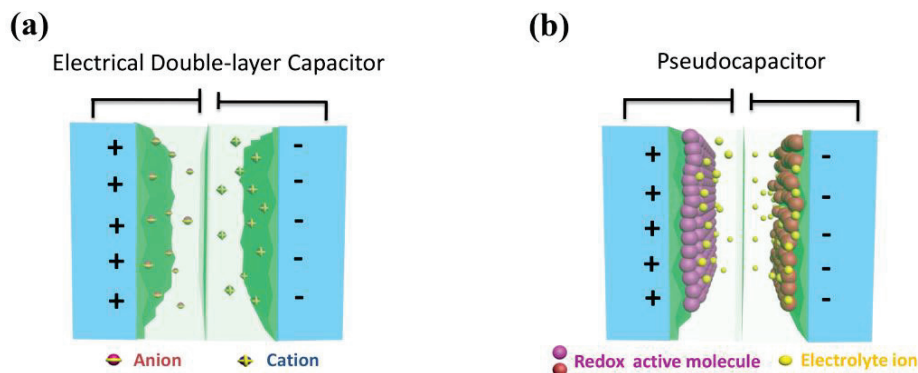 (a)
Electrical Double-layer Capacitor
+ -
+ -
+ -
+ -
+ -
Anion Cation
(b)
Pseudocapacitor
+ -
+ -
+ -
+ -
+ -
Redox active molecule Electrolyte ion